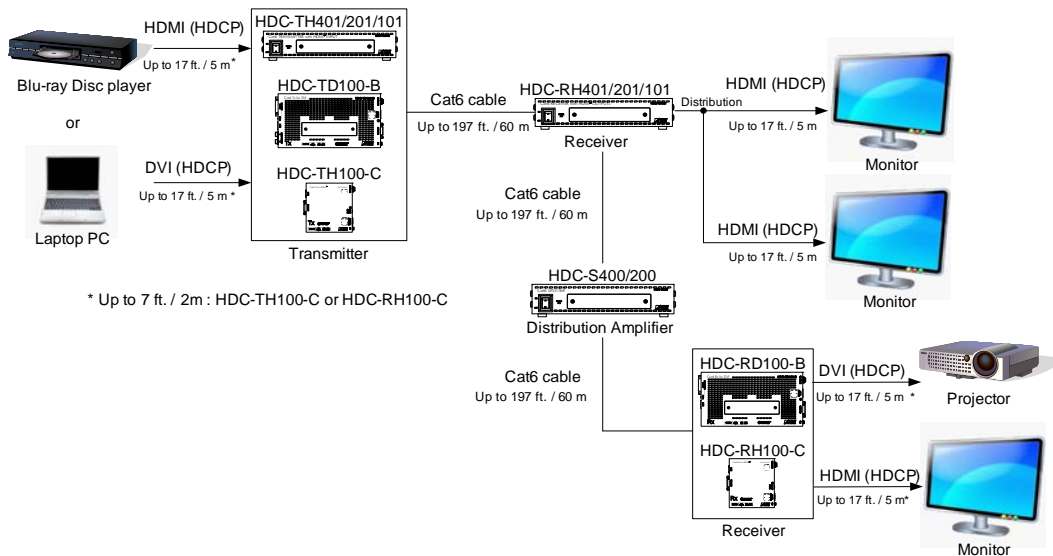 HDMI (HDCP)
Up to 17 ft. / 5 m*
Blu-ray Disc player
or
DVI (HDCP)
Up to 17 ft. / 5 m *
Laptop PC
HDC-TH401/201/101
HDC-TD100-B
TX
HDC-TH100-C
TX
Transmitter
* Up to 7 ft. / 2m : HDC-TH100-C or HDC-RH100-C
Cat6 cable
Up to 197 ft. / 60 m
HDC-RH401/201/101
Receiver
Distribution
HDMI (HDCP)
Up to 17 ft. / 5 m
Monitor
HDMI (HDCP)
Up to 17 ft. / 5 m
Monitor
Cat6 cable
Up to 197 ft. / 60 m
HDC-S400/200
Distribution Amplifier
Cat6 cable
Up to 197 ft. / 60 m
HDC-RD100-B
Rx
HDC-RH100-C
Rx
Receiver
DVI (HDCP)
Up to 17 ft. / 5 m *
Projector
HDMI (HDCP)
Up to 17 ft. / 5 m*
Monitor